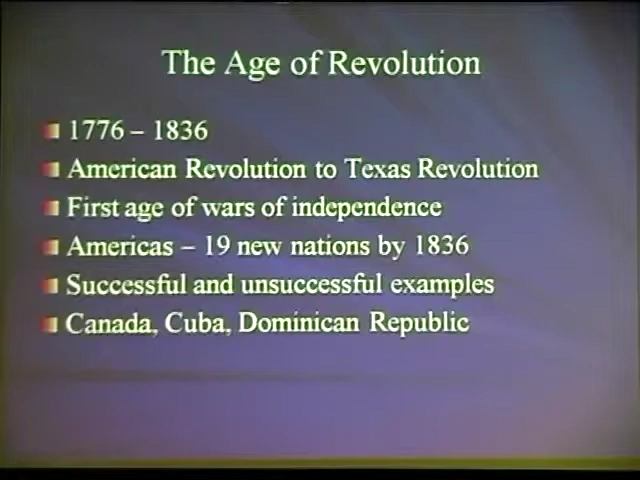 The Age of Revolution
1776 – 1836
American Revolution to Texas Revolution
First age of wars of independence
Americas – 19 new nations by 1836
Successful and unsuccessful examples
Canada, Cuba, Dominican Republic